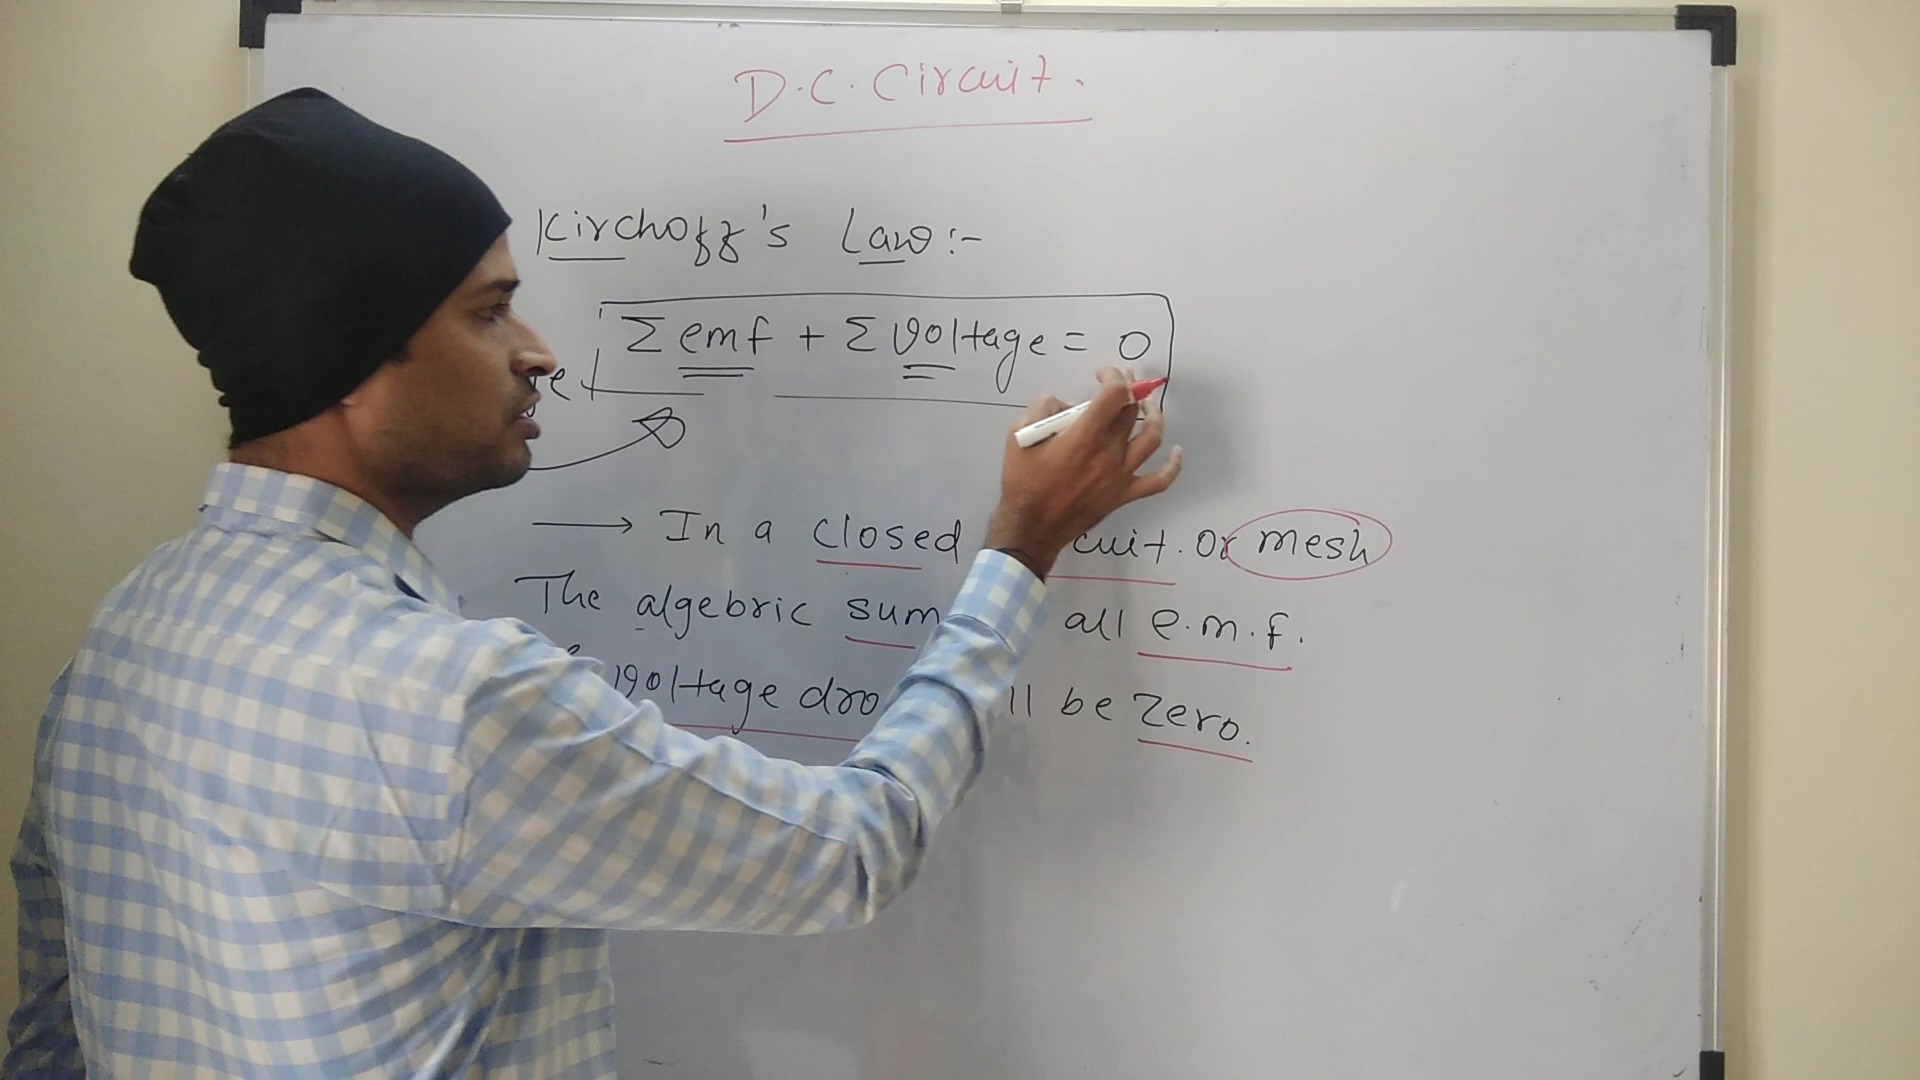 D.C. Circuit.
Kirchoff's Law:-
Σ emf + Σ voltage = 0
→ In a closed cuit. Or mesh
The algebric sum all e.m.f.
voltage dro ll be zero.